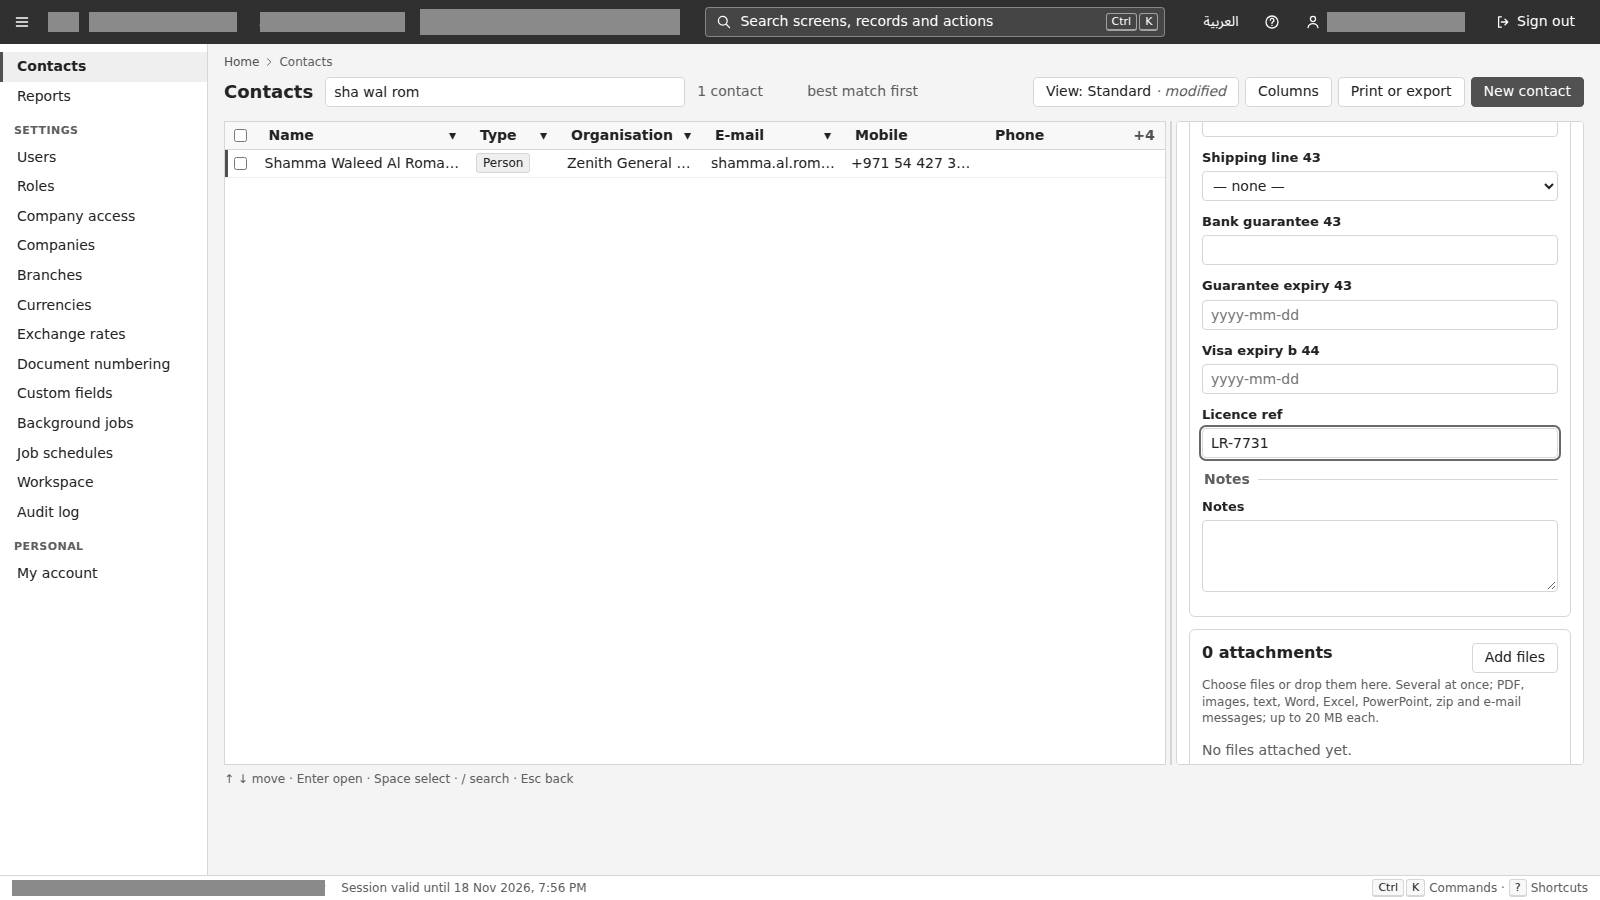 Search screens, records and actions Ctrl K العربية Sign out
Contacts
Reports
SETTINGS
Users
Roles
Company access
Companies
Branches
Currencies
Exchange rates
Document numbering
Custom fields
Background jobs
Job schedules
Workspace
Audit log
PERSONAL
My account
Home > Contacts
Contacts sha wal rom 1 contact best match first View: Standard · modified Columns Print or export New contact
Name ▼ Type ▼ Organisation ▼ E-mail ▼ Mobile Phone +4
Shamma Waleed Al Roma… Person Zenith General … shamma.al.rom… +971 54 427 3…
↑ ↓ move · Enter open · Space select · / search · Esc back
Shipping line 43
— none —
Bank guarantee 43
Guarantee expiry 43
yyyy-mm-dd
Visa expiry b 44
yyyy-mm-dd
Licence ref
LR-7731
Notes
Notes
0 attachments Add files
Choose files or drop them here. Several at once; PDF,
images, text, Word, Excel, PowerPoint, zip and e-mail
messages; up to 20 MB each.
No files attached yet.
Session valid until 18 Nov 2026, 7:56 PM Ctrl K Commands · ? Shortcuts